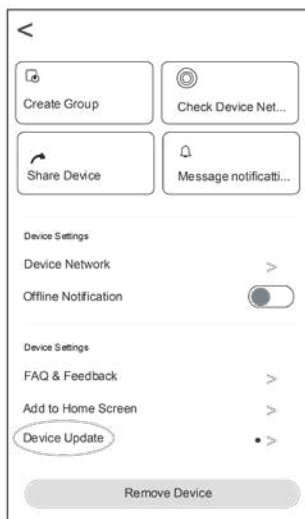 <
Create Group
Check Device Net...
Share Device
Message notificatti...
Device Settings
Device Network >
Offline Notification
Device Settings
FAQ & Feedback >
Add to Home Screen >
Device Update • >
Remove Device